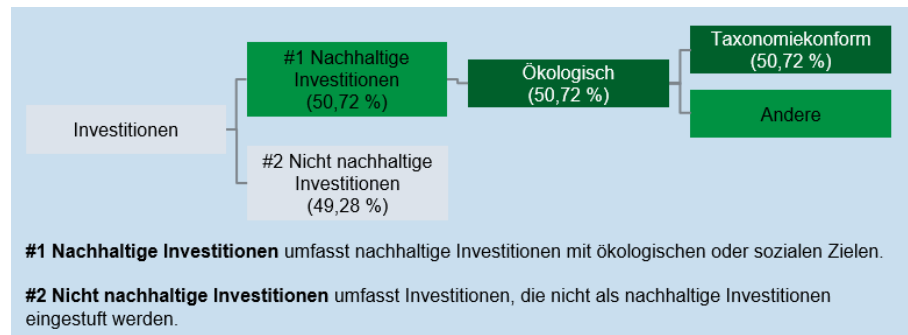 Investitionen
#1 Nachhaltige
Investitionen
(50,72 %)
#2 Nicht nachhaltige
Investitionen
(49,28 %)
Ökologisch
(50,72 %)
Taxonomiekonform
(50,72 %)
Andere
#1 Nachhaltige Investitionen umfasst nachhaltige Investitionen mit ökologischen oder sozialen Zielen.
#2 Nicht nachhaltige Investitionen umfasst Investitionen, die nicht als nachhaltige Investitionen
eingestuft werden.